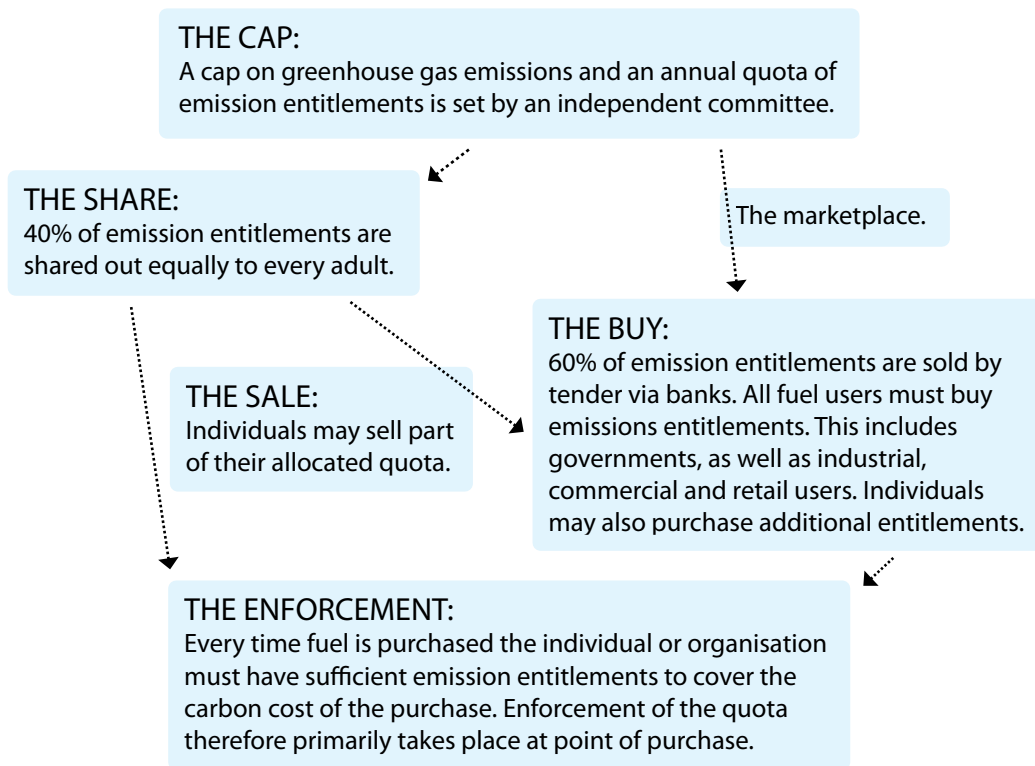 THE CAP:
A cap on greenhouse gas emissions and an annual quota of
emission entitlements is set by an independent committee.
THE SHARE:
40% of emission entitlements are
shared out equally to every adult.
The marketplace.
THE BUY:
60% of emission entitlements are sold by
tender via banks. All fuel users must buy
emissions entitlements. This includes
governments, as well as industrial,
commercial and retail users. Individuals
may also purchase additional entitlements.
THE SALE:
Individuals may sell part
of their allocated quota.
THE ENFORCEMENT:
Every time fuel is purchased the individual or organisation
must have sufficient emission entitlements to cover the
carbon cost of the purchase. Enforcement of the quota
therefore primarily takes place at point of purchase.